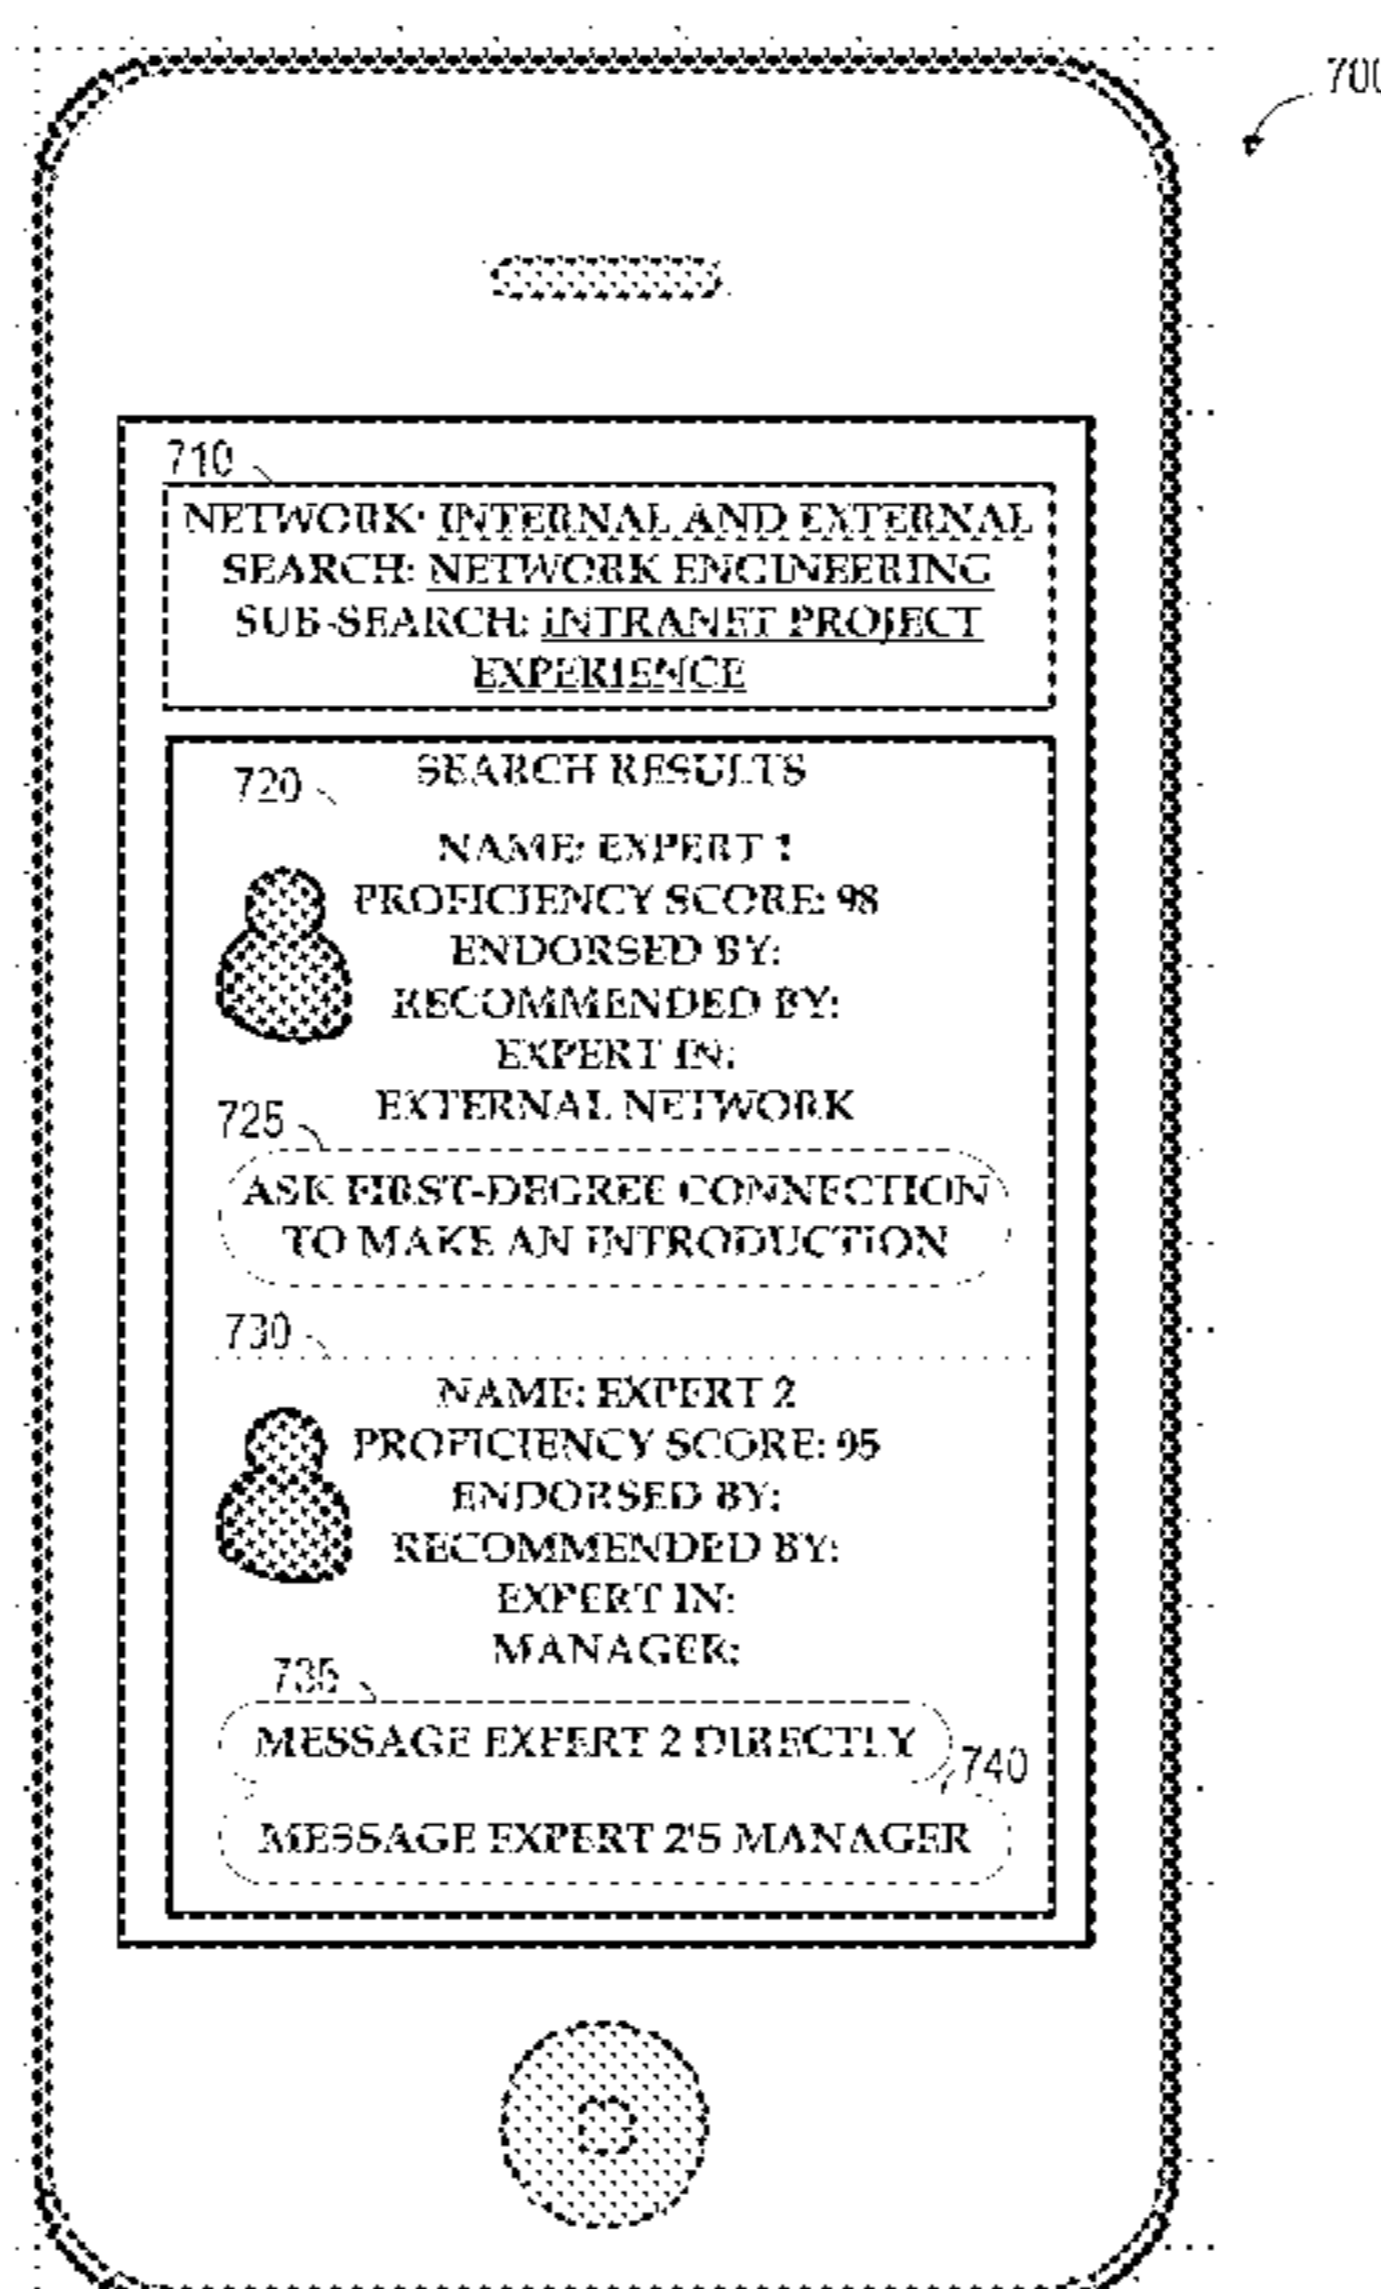 700
710
NETWORK: INTERNAL AND EXTERNAL
SEARCH: NETWORK ENGINEERING
SUB-SEARCH: INTRANET PROJECT
EXPERIENCE
SEARCH RESULTS
720
NAME: EXPERT 1
PROFICIENCY SCORE: 98
ENDORSED BY:
RECOMMENDED BY:
EXPERT IN:
EXTERNAL NETWORK
725
ASK FIRST-DEGREE CONNECTION
TO MAKE AN INTRODUCTION
730
NAME: EXPERT 2
PROFICIENCY SCORE: 95
ENDORSED BY:
RECOMMENDED BY:
EXPERT IN:
MANAGER:
735
MESSAGE EXPERT 2 DIRECTLY
740
MESSAGE EXPERT 2'S MANAGER